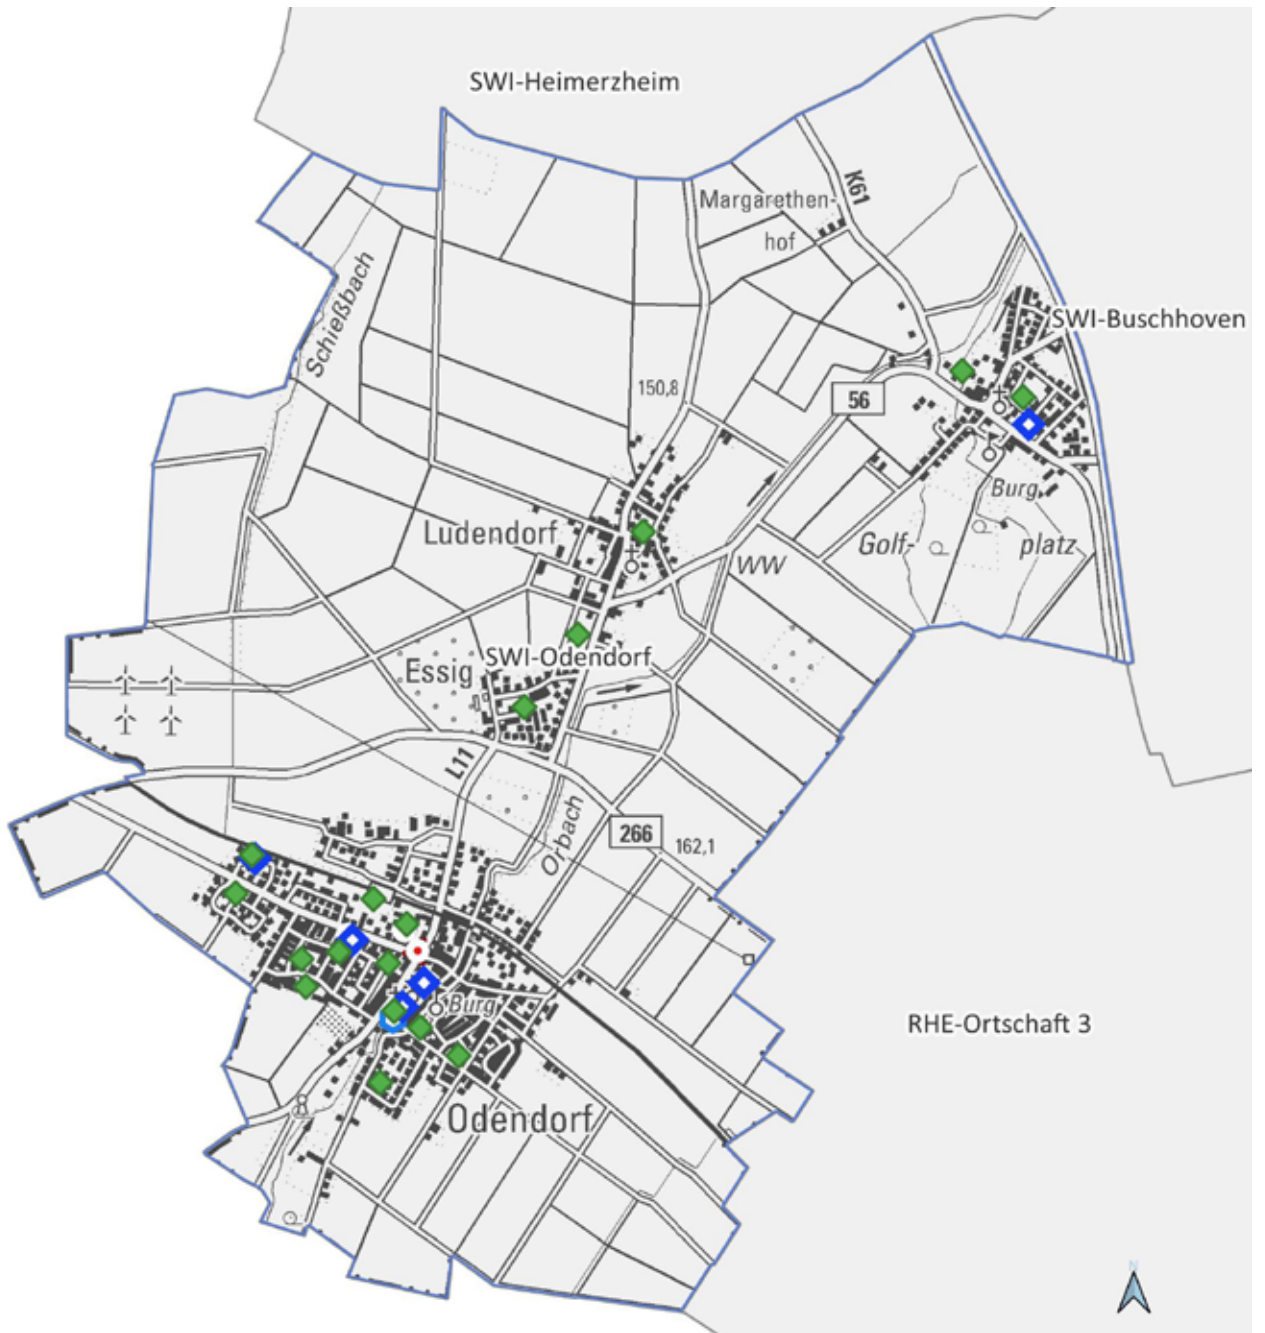 SWI-Heimerzheim
K61
Margarethen-
hof
Schießbach
SWI-Buschhoven
150,8
56
Burg
Ludendorf
Golf-
platz
WW
SWI-Odendorf
Essig
L11
Orbach
266
162,1
Burg
RHE-Ortschaft 3
Odendorf
N